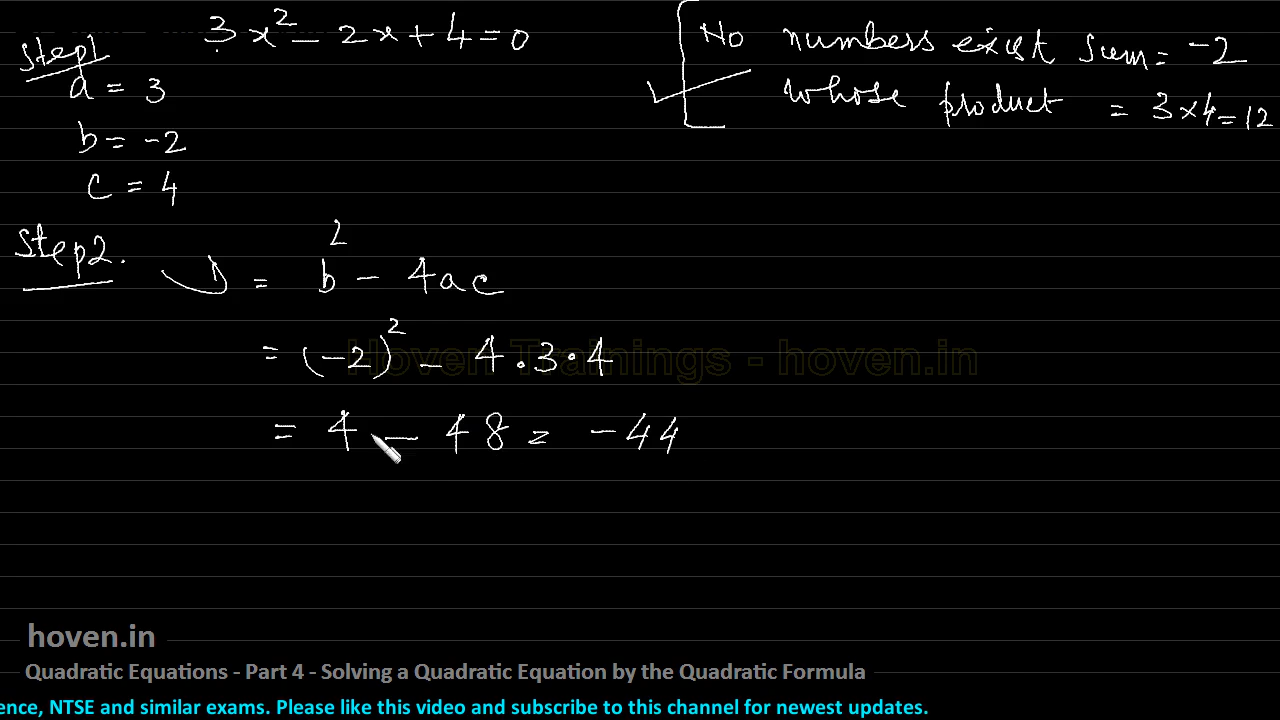 3x² - 2x + 4 = 0
Step1
a = 3
b = -2
c = 4
No numbers exist sum = -2
whose product = 3 × 4 = 12
Step2.
D = b² - 4ac
= (-2)² - 4 . 3 . 4
= 4 - 48 = -44
Hoven Trainings - hoven.in
hoven.in
Quadratic Equations - Part 4 - Solving a Quadratic Equation by the Quadratic Formula
ence, NTSE and similar exams. Please like this video and subscribe to this channel for newest updates.